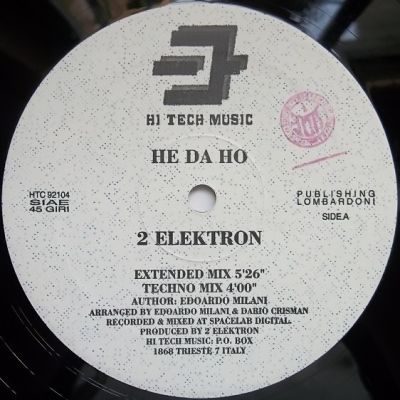 HI TECH MUSIC
HE DA HO
HTC 92104
SIAE
45 GIRI
PUBLISHING
LOMBARDONI
SIDE.A
2 ELEKTRON
EXTENDED MIX 5'26"
TECHNO MIX 4'00"
AUTHOR: EDOARDO MILANI
ARRANGED BY EDOARDO MILANI & DARIO CRISMAN
RECORDED & MIXED AT SPACELAB DIGITAL.
PRODUCED BY 2 ELEKTRON
HI TECH MUSIC: P.O. BOX
1868 TRIESTE 7 ITALY